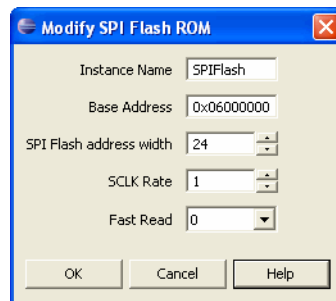 Modify SPI Flash ROM
Instance Name SPIFlash
Base Address 0x06000000
SPI Flash address width 24
SCLK Rate 1
Fast Read 0
OK Cancel Help